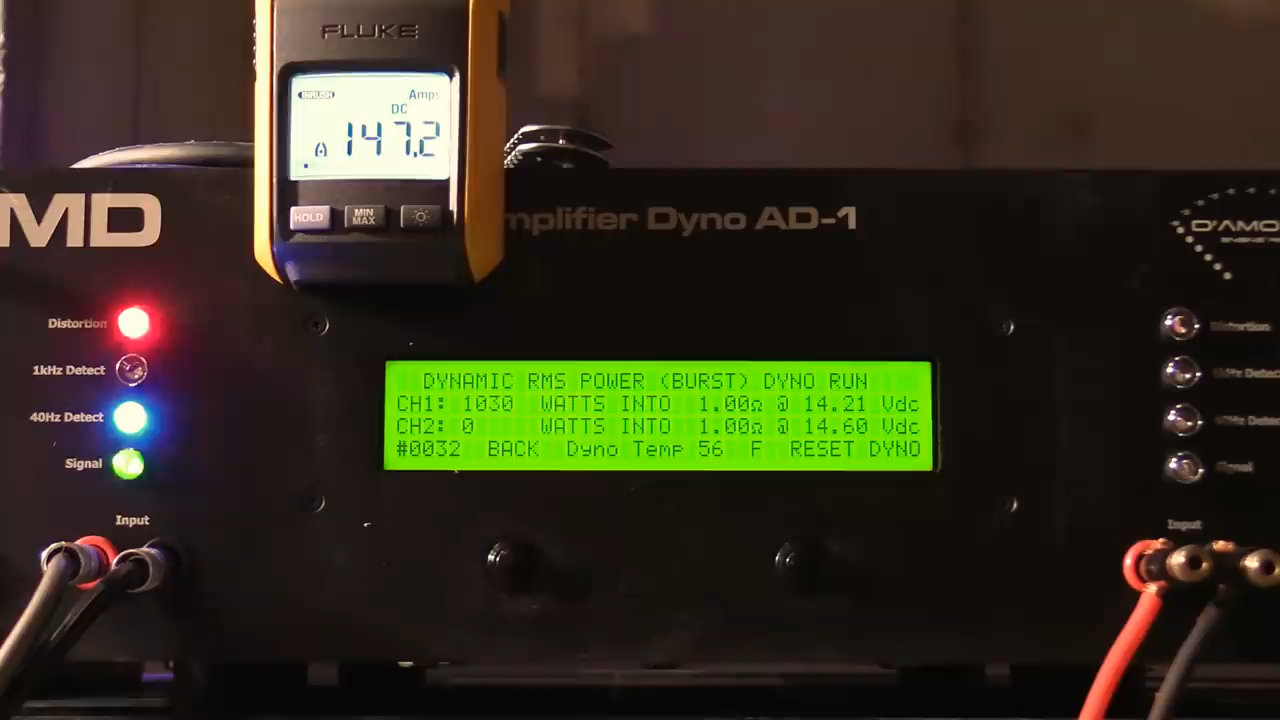 FLUKE
INRUSH
Amps
DC
147.2
HOLD
MIN MAX
MD
mplifier Dyno AD-1
D'AMO
Distortion
1kHz Detect
40Hz Detect
Signal
Input
DYNAMIC RMS POWER (BURST) DYNO RUN
CH1: 1030 WATTS INTO 1.00Ω @ 14.21 Vdc
CH2: 0 WATTS INTO 1.00Ω @ 14.60 Vdc
#0032 BACK Dyno Temp 56 F RESET DYNO
Distortion
Signal
Input